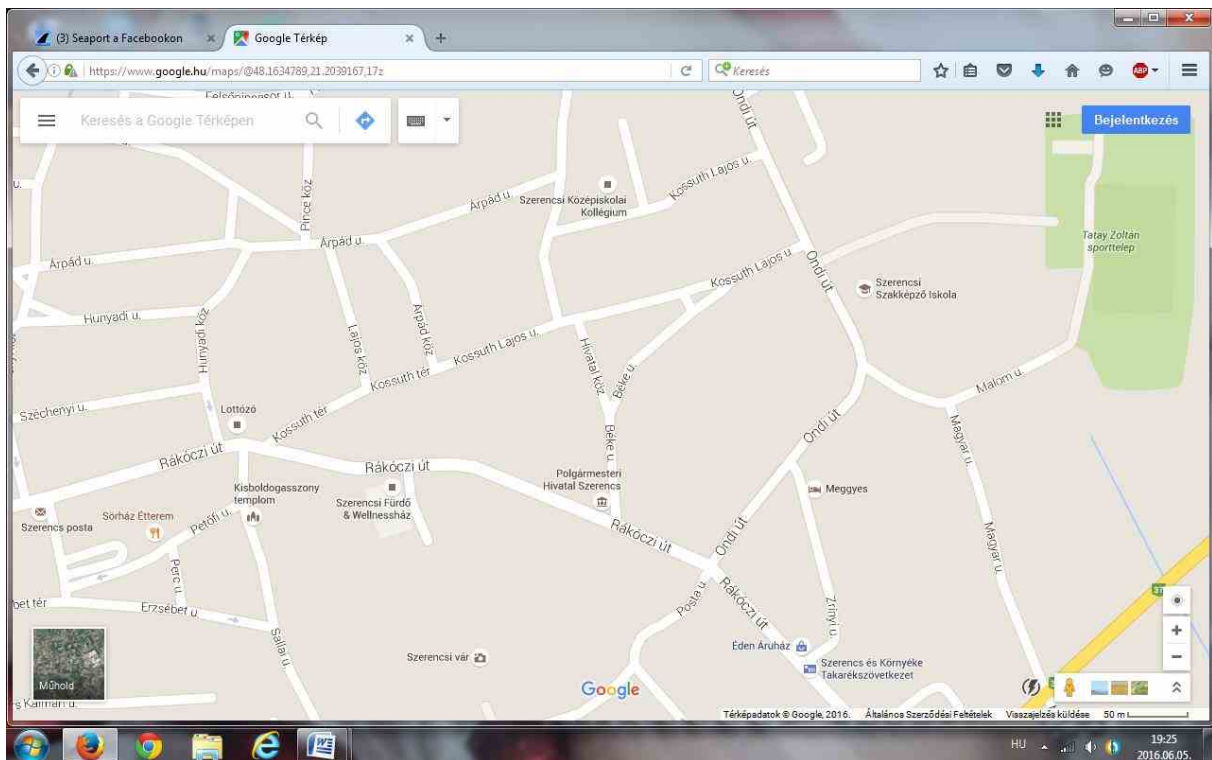 (3) Seaport a Facebookon
Google Térkép
https://www.google.hu/maps/@48.1634789,21.2039167,17z
Keresés
ABP
Keresés a Google Térképen
Bejelentkezés
Ondi út
u.
Pince köz
Árpád u.
Szerencsi Középiskolai
Kollégium
Kossuth Lajos u.
Tatay Zoltán
sporttelep
Árpád u.
Árpád u.
Kossuth Lajos u.
Ondi út
Szerencsi
Szakképző Iskola
Hunyadi u.
Hunyadi köz
Lajos köz
Árpád köz
Kossuth Lajos u.
Hivatal köz
Béke u.
Kossuth tér
Malom u.
Széchenyi u.
Lottózó
Kossuth tér
Ondi út
Magyar u.
Béke u.
Rákóczi út
Rákóczi út
Kisboldogasszony
templom
Szerencsi Fürdő
& Wellnessház
Polgármesteri
Hivatal Szerencs
Meggyes
Szerencs posta
Sörház Étterem
Petőfi u.
Rákóczi út
Ondi út
Magyar u.
Perc u.
bet tér
Erzsébet u.
Posta u.
Rákóczi út
Zrínyi u.
Sallai u.
Szerencsi vár
Éden Áruház
Szerencs és Környéke
Takarékszövetkezet
Műhold
Google
s Kálmán u.
Térképadatok © Google, 2016.
Általános Szerződési Feltételek
Visszajelzés küldése
50 m
HU
19:25
2016.06.05.